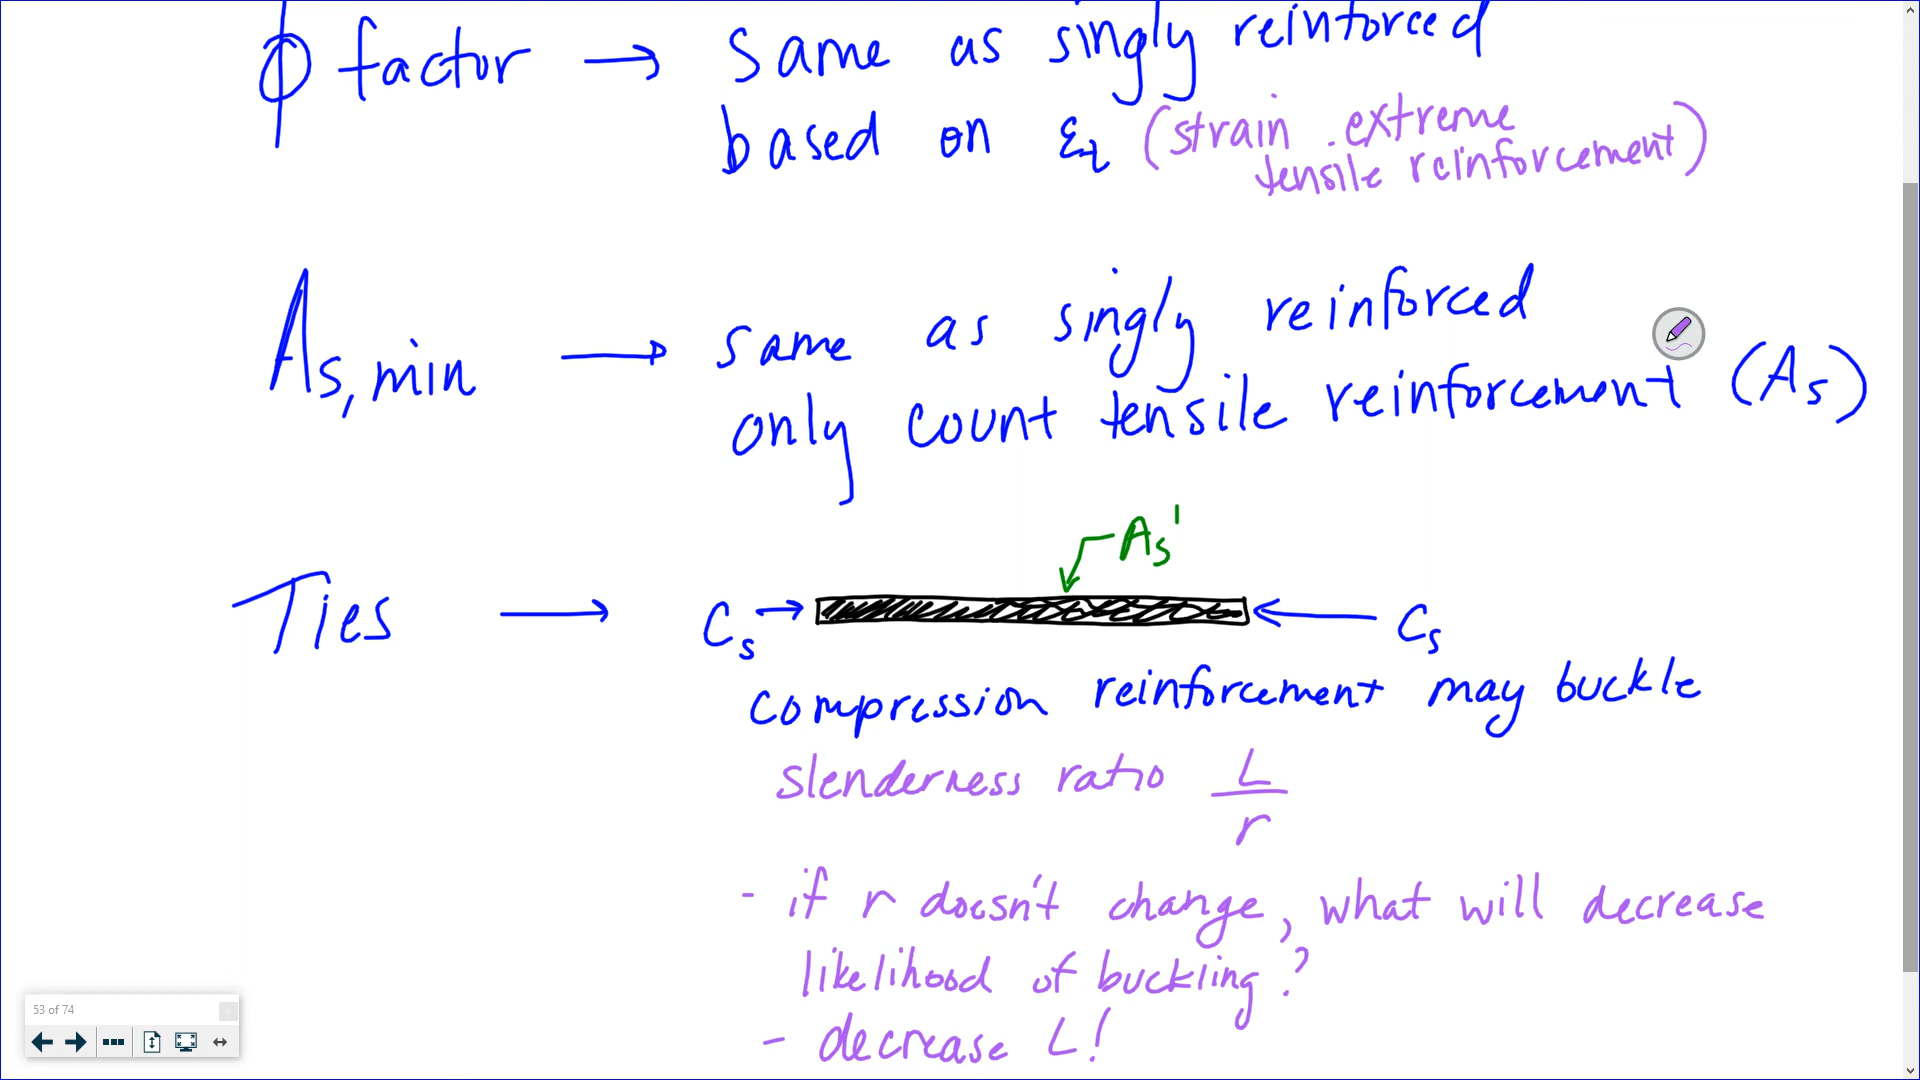 ϕ factor → same as singly reinforced
based on εt (strain extreme
tensile reinforcement)
As,min → same as singly reinforced
only count tensile reinforcement (As)
As'
Ties → Cs → ← Cs
compression reinforcement may buckle
slenderness ratio L/r
- if r doesn't change, what will decrease
likelihood of buckling?
- decrease L!
53 of 74